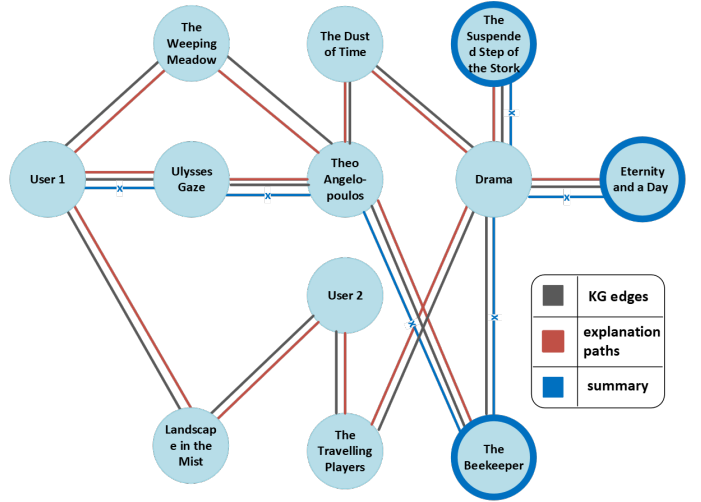 The
Weeping
Meadow
The Dust
of Time
The
Suspende
d Step of
the Stork
User 1
Ulysses
Gaze
Theo
Angelo-
poulos
Drama
Eternity
and a Day
User 2
KG edges
explanation
paths
summary
Landscap
e in the
Mist
The
Travelling
Players
The
Beekeeper
x
x
x
x
x
x